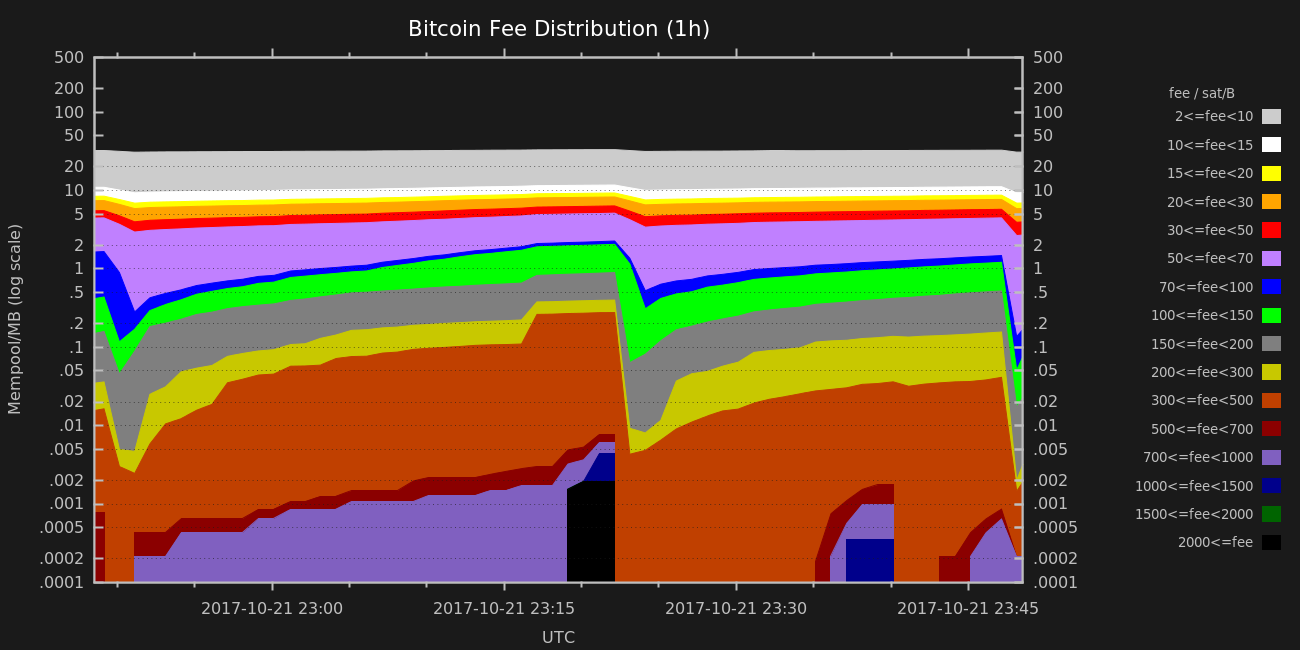 Bitcoin Fee Distribution (1h)
500 500
200 200
100 100
50 50
20 20
10 10
5 5
2 2
1 1
.5 .5
.2 .2
.1 .1
.05 .05
.02 .02
.01 .01
.005 .005
.002 .002
.001 .001
.0005 .0005
.0002 .0002
.0001 .0001
Mempool/MB (log scale)
2017-10-21 23:00 2017-10-21 23:15 2017-10-21 23:30 2017-10-21 23:45
UTC
fee / sat/B
2<=fee<10
10<=fee<15
15<=fee<20
20<=fee<30
30<=fee<50
50<=fee<70
70<=fee<100
100<=fee<150
150<=fee<200
200<=fee<300
300<=fee<500
500<=fee<700
700<=fee<1000
1000<=fee<1500
1500<=fee<2000
2000<=fee